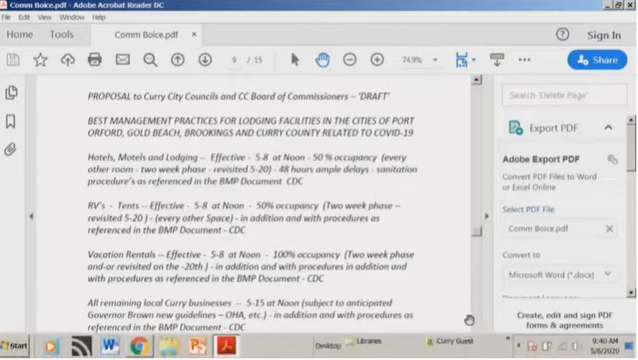 Comm Boice.pdf - Adobe Acrobat Reader DC
File Edit View Window Help
Home Tools Comm Boice.pdf × Sign In
9 / 15 74.9% Share
PROPOSAL to Curry City Councils and CC Board of Commissioners – 'DRAFT'
BEST MANAGEMENT PRACTICES FOR LODGING FACILITIES IN THE CITIES OF PORT
ORFORD, GOLD BEACH, BROOKINGS AND CURRY COUNTY RELATED TO COVID-19
Hotels, Motels and Lodging -- Effective - 5-8 at Noon - 50 % occupancy (every
other room - two week phase - revisited 5-20) - 48 hours ample delays - sanitation
procedure's as referenced in the BMP Document CDC
RV's - Tents -- Effective - 5-8 at Noon - 50% occupancy (Two week phase –
revisited 5-20 ) - (every other Space) - in addition and with procedures as
referenced in the BMP Document - CDC
Vacation Rentals -- Effective - 5-8 at Noon - 100% occupancy (Two week phase
and-or revisited on the -20th ) - in addition and with procedures in addition and
with procedures as referenced in the BMP Document - CDC
All remaining local Curry businesses -- 5-15 at Noon (subject to anticipated
Governor Brown new guidelines – OHA, etc.) - in addition and with procedures as
referenced in the BMP Document - CDC
Search 'Delete Page'
Export PDF
Adobe Export PDF
Convert PDF Files to Word
or Excel Online
Select PDF File
Comm Boice.pdf ×
Convert to
Microsoft Word (*.docx)
Create, edit and sign PDF
forms & agreements
Start Desktop Libraries Curry Guest 9:40 AM
5/6/2020